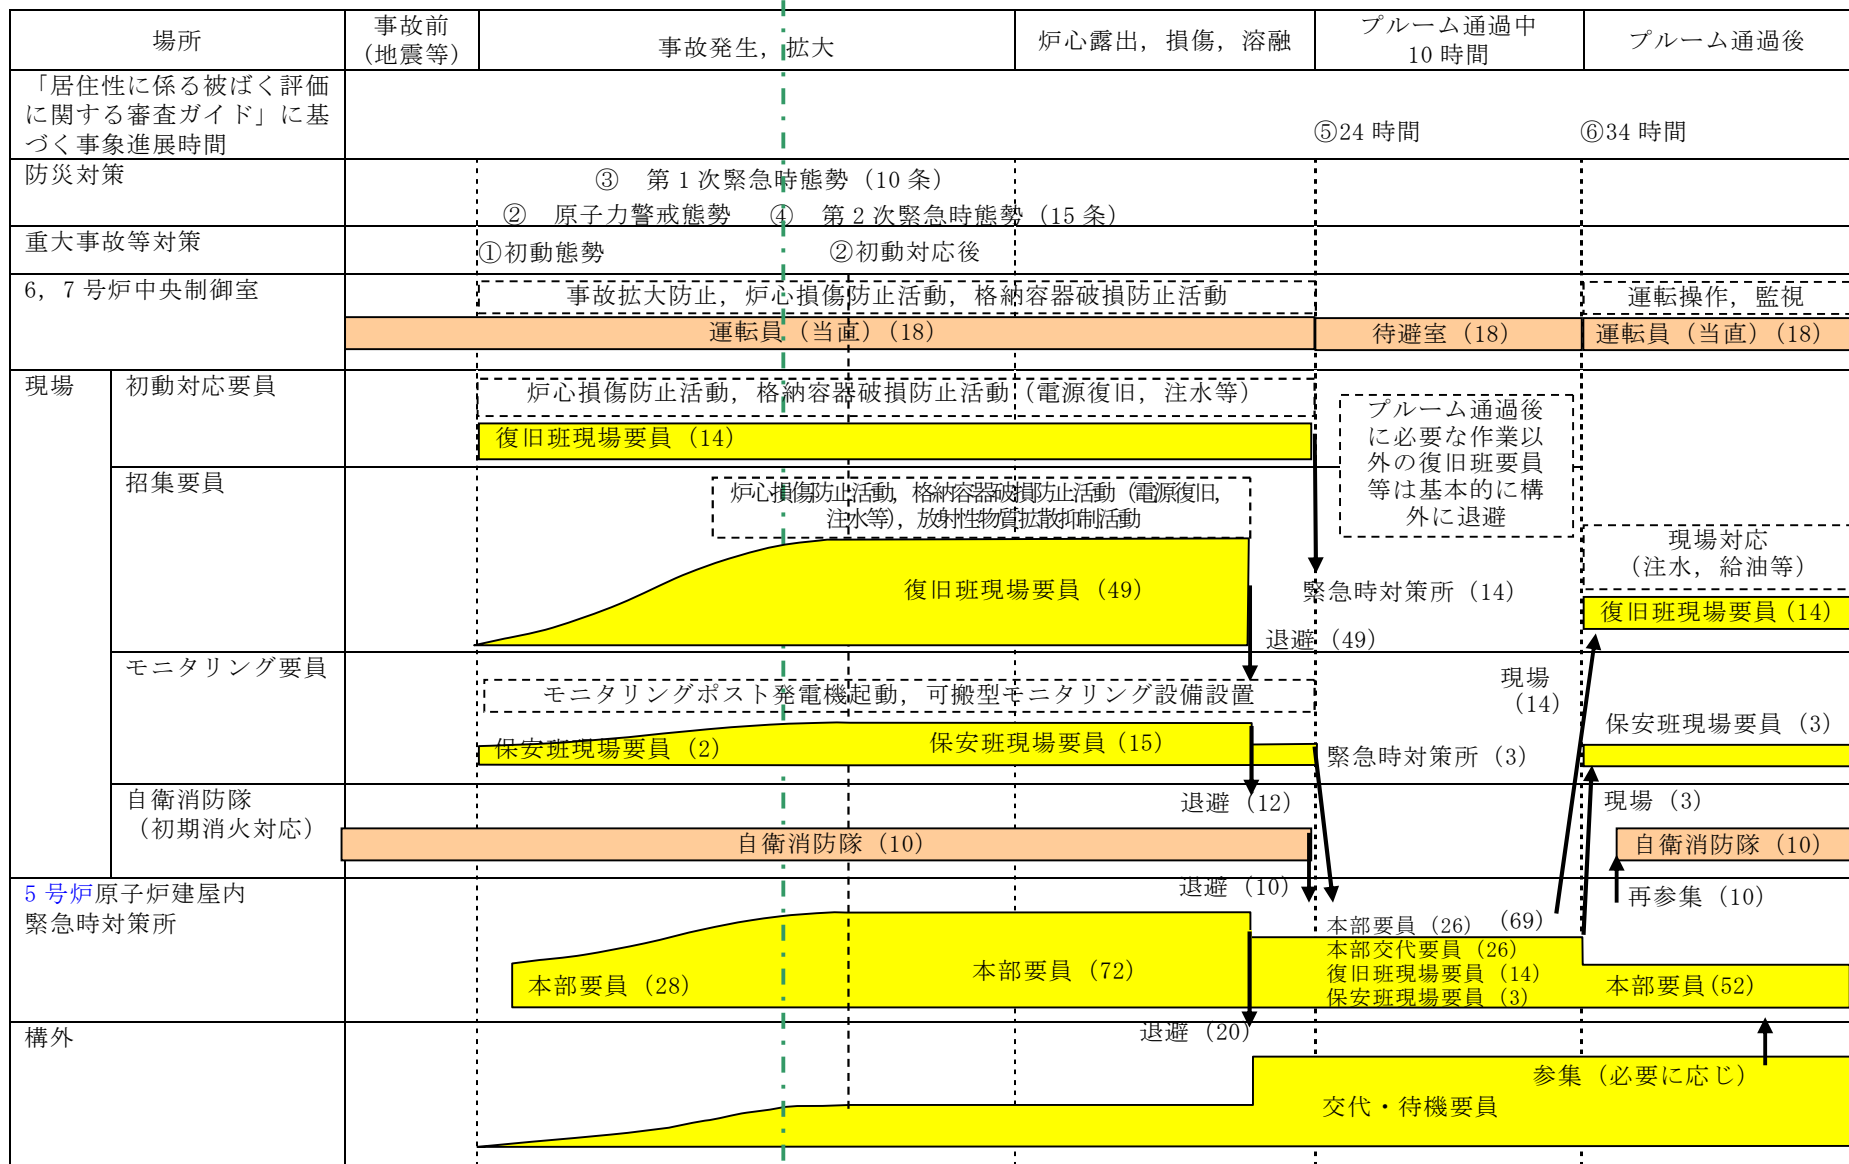 場所
事故前
(地震等)
事故発生，拡大
炉心露出，損傷，溶融
プルーム通過中
10 時間
プルーム通過後
「居住性に係る被ばく評価
に関する審査ガイド」に基
づく事象進展時間
⑤24 時間
⑥34 時間
防災対策
③　第 1 次緊急時態勢（10 条）
②　原子力警戒態勢
④　第 2 次緊急時態勢（15 条）
重大事故等対策
①初動態勢
②初動対応後
6，7 号炉中央制御室
事故拡大防止，炉心損傷防止活動，格納容器破損防止活動
運転操作，監視
運転員（当直）(18)
待避室（18）
運転員（当直）(18)
現場
初動対応要員
炉心損傷防止活動，格納容器破損防止活動（電源復旧，注水等）
復旧班現場要員（14）
プルーム通過後
に必要な作業以
外の復旧班要員
等は基本的に構
外に退避
招集要員
炉心損傷防止活動，格納容器破損防止活動（電源復旧，
注水等），放射性物質拡散抑制活動
現場対応
（注水，給油等）
復旧班現場要員（49）
緊急時対策所（14）
復旧班現場要員（14）
退避（49）
モニタリング要員
モニタリングポスト発電機起動，可搬型モニタリング設備設置
現場
（14）
保安班現場要員（2）
保安班現場要員（15）
緊急時対策所（3）
保安班現場要員（3）
自衛消防隊
（初期消火対応）
退避（12）
現場（3）
自衛消防隊（10）
自衛消防隊（10）
5 号炉原子炉建屋内
緊急時対策所
退避（10）
再参集（10）
本部要員（28）
本部要員（72）
本部要員（26）
（69）
本部交代要員（26）
復旧班現場要員（14）
保安班現場要員（3）
本部要員(52)
構外
退避（20）
参集（必要に応じ）
交代・待機要員